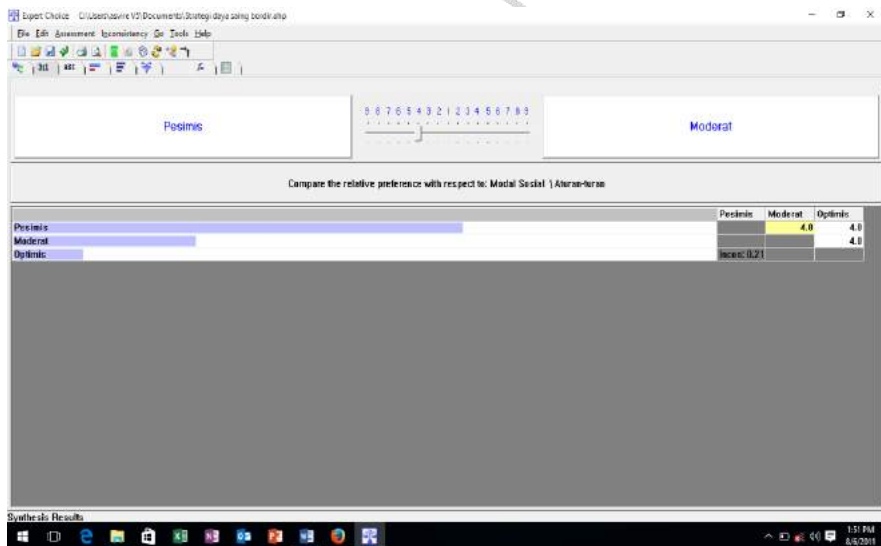 Expert Choice C:\Users\asvire V5\Documents\Strategi daya saing bordir.ahp
File Edit Assessment Inconsistency Go Tools Help
3:1 ABC
Pesimis
9 8 7 6 5 4 3 2 1 2 3 4 5 6 7 8 9
Moderat
Compare the relative preference with respect to: Modal Sosial \ Aturan-turan
Pesimis Moderat Optimis
Pesimis 4.0 4.0
Moderat 4.0
Optimis Incon: 0,21
Synthesis Results
1:51 PM